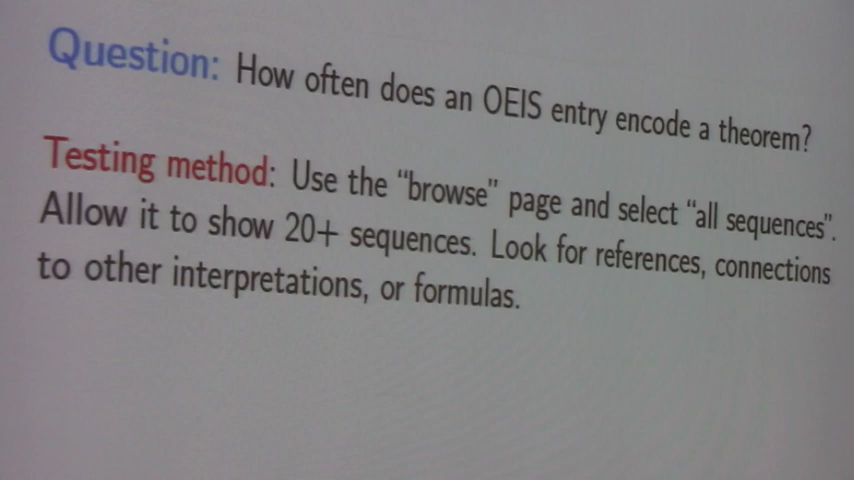 Question: How often does an OEIS entry encode a theorem?
Testing method: Use the “browse” page and select “all sequences”.
Allow it to show 20+ sequences. Look for references, connections
to other interpretations, or formulas.